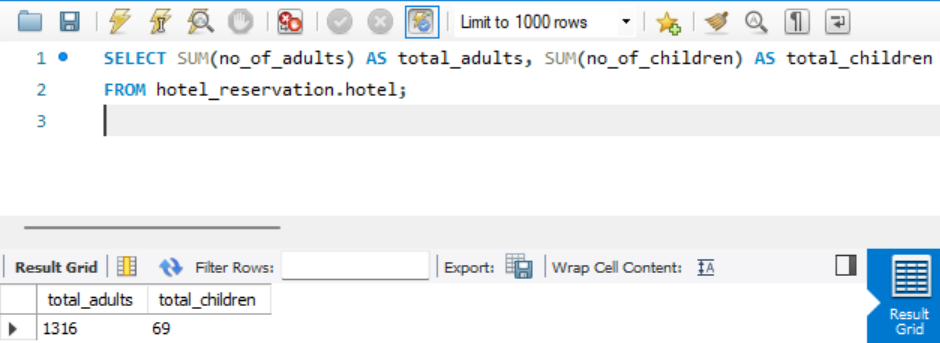 Limit to 1000 rows
1 SELECT SUM(no_of_adults) AS total_adults, SUM(no_of_children) AS total_children
2 FROM hotel_reservation.hotel;
3
Result Grid Filter Rows: Export: Wrap Cell Content: IA
total_adults total_children
1316 69
Result
Grid